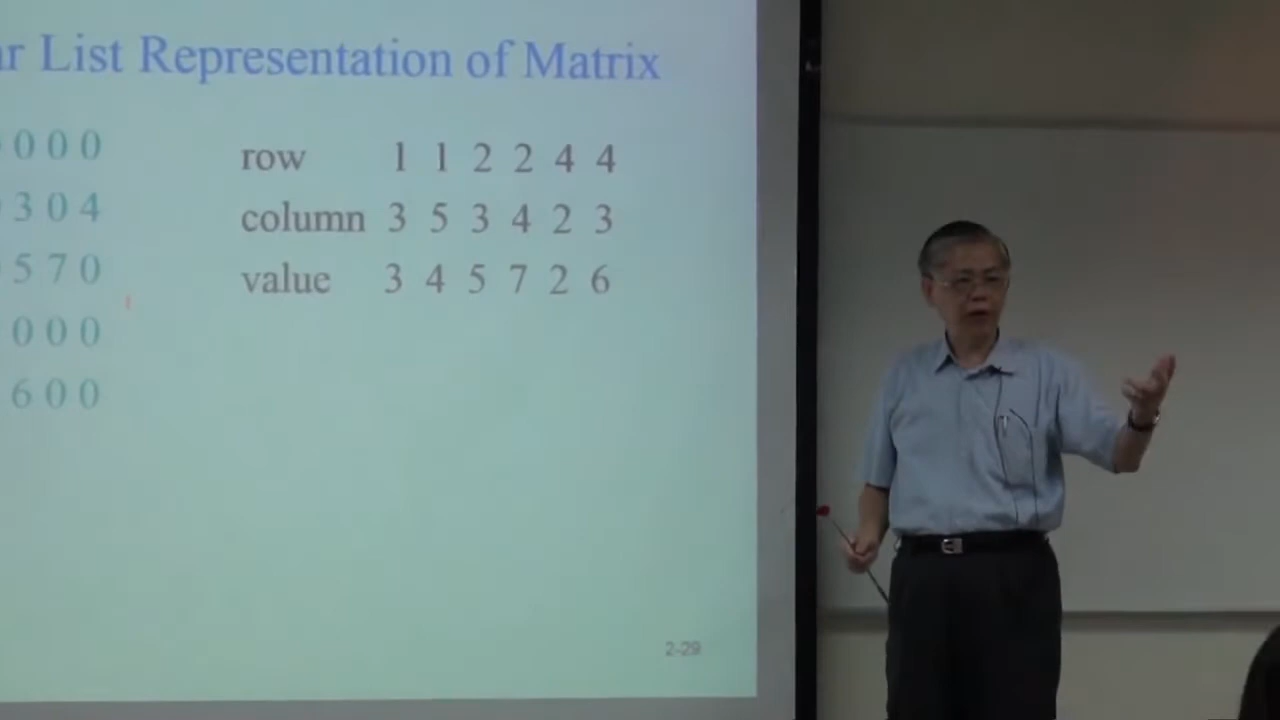 r List Representation of Matrix
0 0 0
3 0 4
5 7 0
0 0 0
6 0 0
row 1 1 2 2 4 4
column 3 5 3 4 2 3
value 3 4 5 7 2 6
2-29